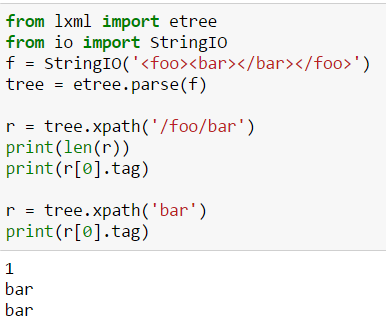 from lxml import etree
from io import StringIO
f = StringIO('<foo><bar></bar></foo>')
tree = etree.parse(f)
r = tree.xpath('/foo/bar')
print(len(r))
print(r[0].tag)
r = tree.xpath('bar')
print(r[0].tag)
1
bar
bar